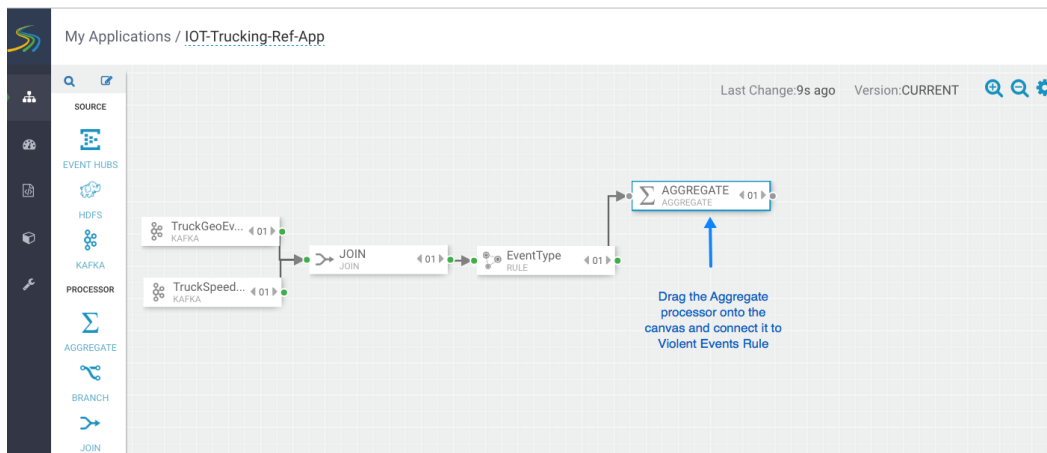 My Applications / IOT-Trucking-Ref-App
Last Change:9s ago Version:CURRENT
SOURCE
EVENT HUBS
HDFS
KAFKA
PROCESSOR
AGGREGATE
BRANCH
JOIN
TruckGeoEv... 01
KAFKA
TruckSpeed... 01
KAFKA
JOIN 01
JOIN
EventType 01
RULE
AGGREGATE 01
AGGREGATE
Drag the Aggregate
processor onto the
canvas and connect it to
Violent Events Rule